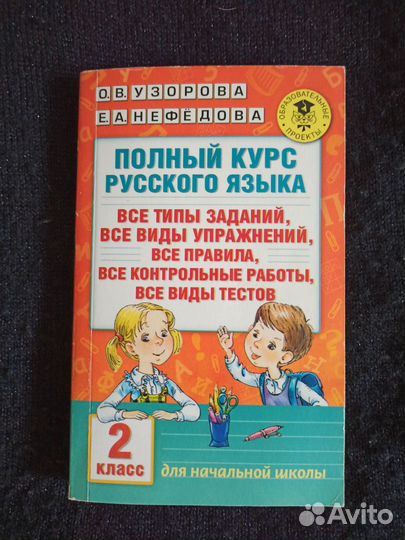 О.В.УЗОРОВА
Е.А.НЕФЁДОВА
ОБРАЗОВАТЕЛЬНЫЕ
ПРОЕКТЫ
ПОЛНЫЙ КУРС
РУССКОГО ЯЗЫКА
ВСЕ ТИПЫ ЗАДАНИЙ,
ВСЕ ВИДЫ УПРАЖНЕНИЙ,
ВСЕ ПРАВИЛА,
ВСЕ КОНТРОЛЬНЫЕ РАБОТЫ,
ВСЕ ВИДЫ ТЕСТОВ
2
класс
для начальной школы
Avito